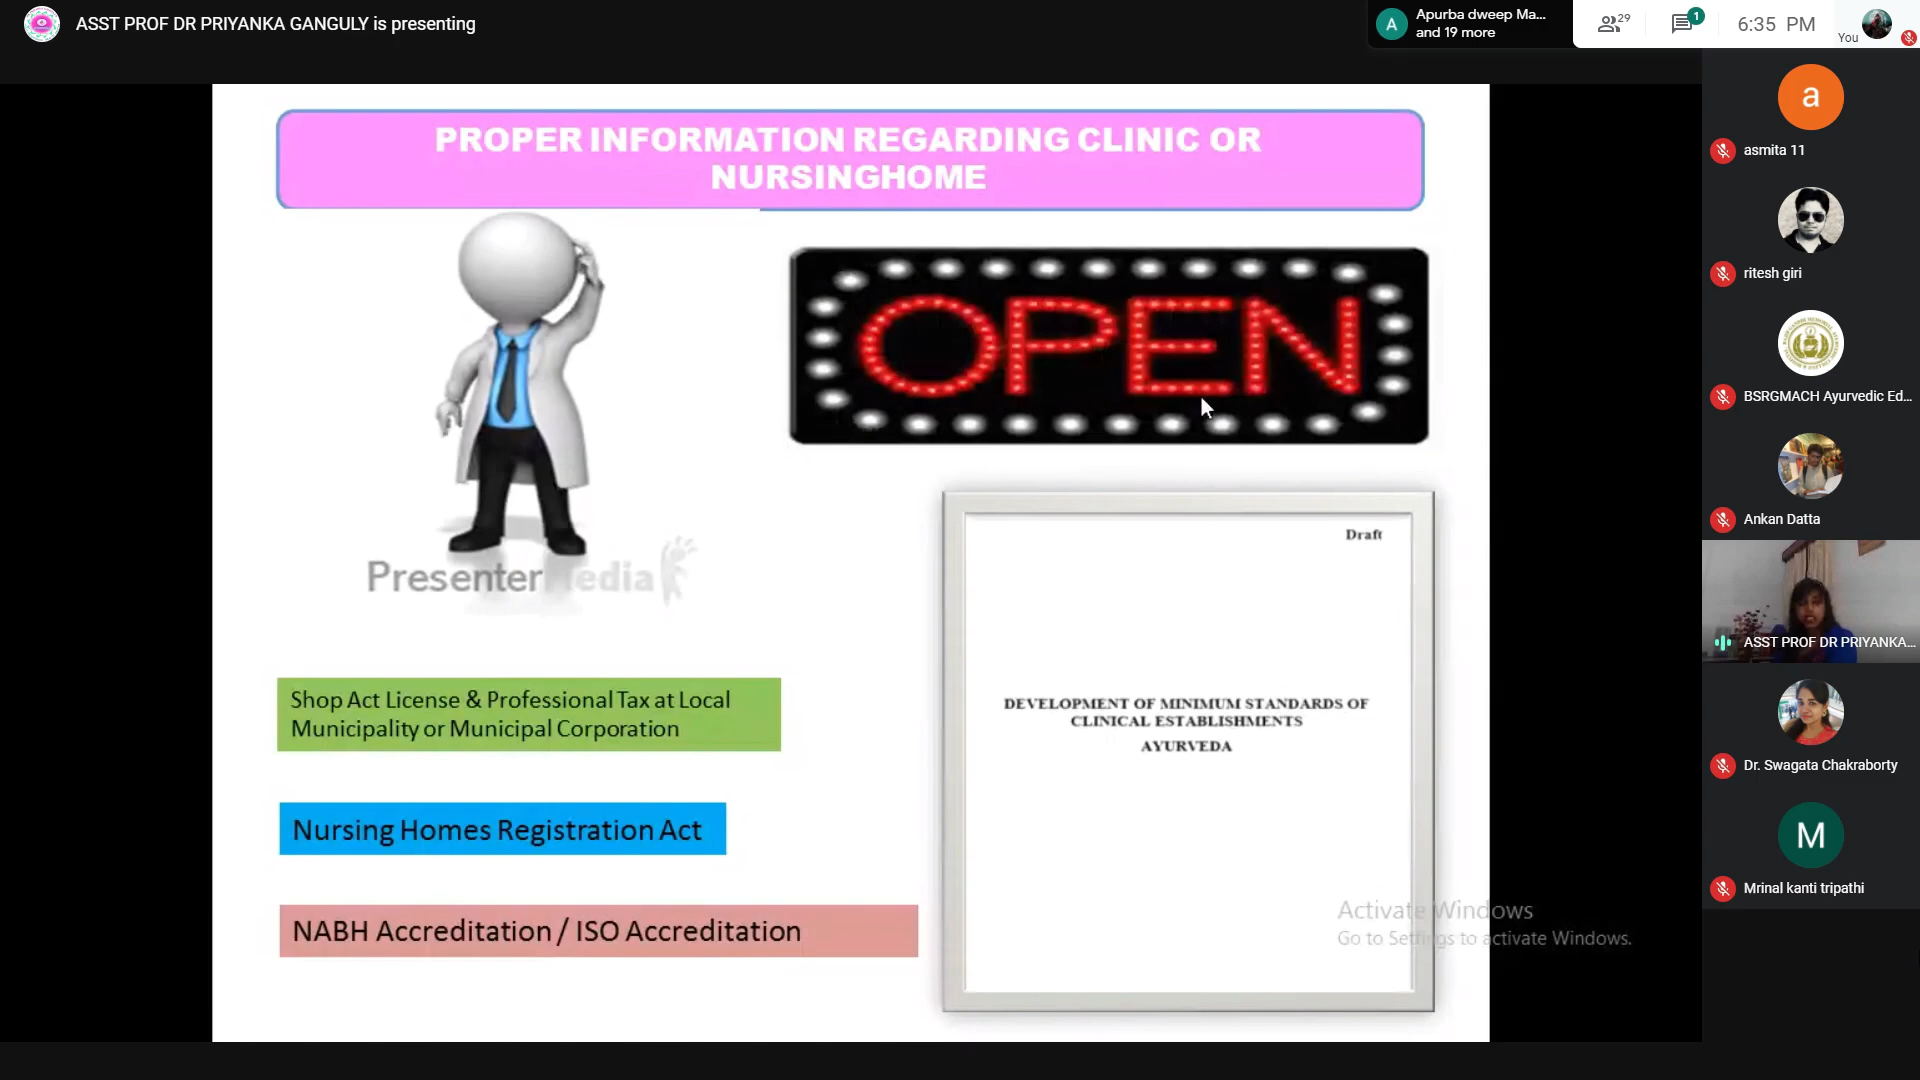 ASST PROF DR PRIYANKA GANGULY is presenting
A
Apurba dweep Ma...
and 19 more
29
1
6:35 PM
You
PROPER INFORMATION REGARDING CLINIC OR
NURSINGHOME
OPEN
PresenterMedia
Shop Act License & Professional Tax at Local
Municipality or Municipal Corporation
Nursing Homes Registration Act
NABH Accreditation / ISO Accreditation
Draft
DEVELOPMENT OF MINIMUM STANDARDS OF
CLINICAL ESTABLISHMENTS
AYURVEDA
Activate Windows
Go to Settings to activate Windows.
a
asmita 11
ritesh giri
BSRGMACH Ayurvedic Ed...
Ankan Datta
ASST PROF DR PRIYANKA...
Dr. Swagata Chakraborty
M
Mrinal kanti tripathi